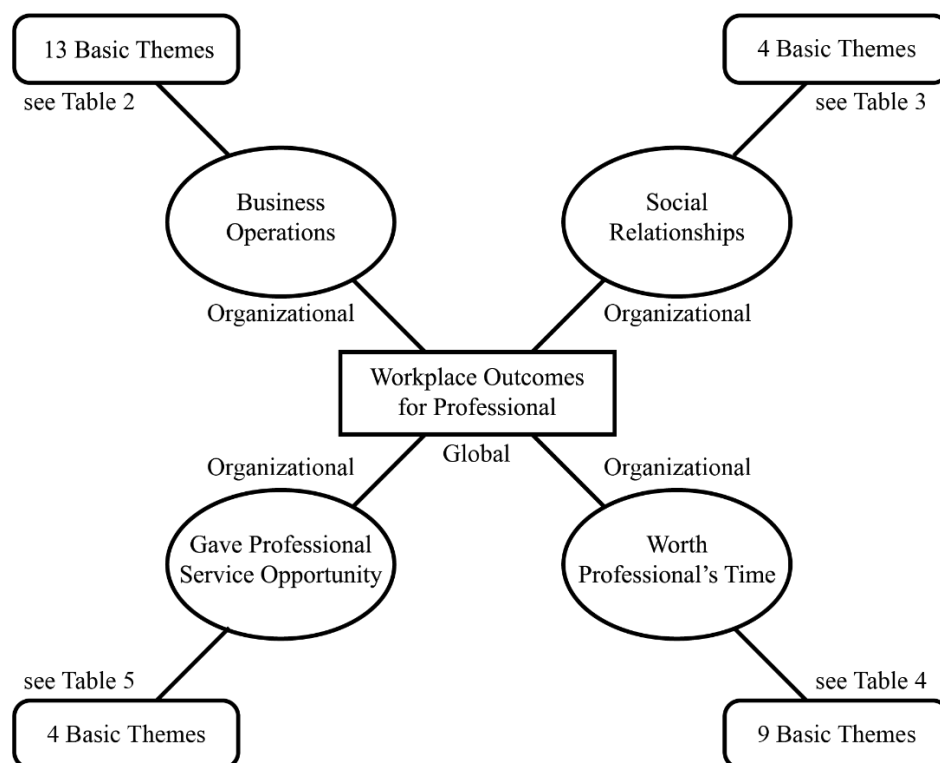 13 Basic Themes
see Table 2
4 Basic Themes
see Table 3
Business
Operations
Organizational
Social
Relationships
Organizational
Workplace Outcomes
for Professional
Global
Organizational
Gave Professional
Service Opportunity
Organizational
Worth
Professional’s Time
see Table 5
4 Basic Themes
see Table 4
9 Basic Themes